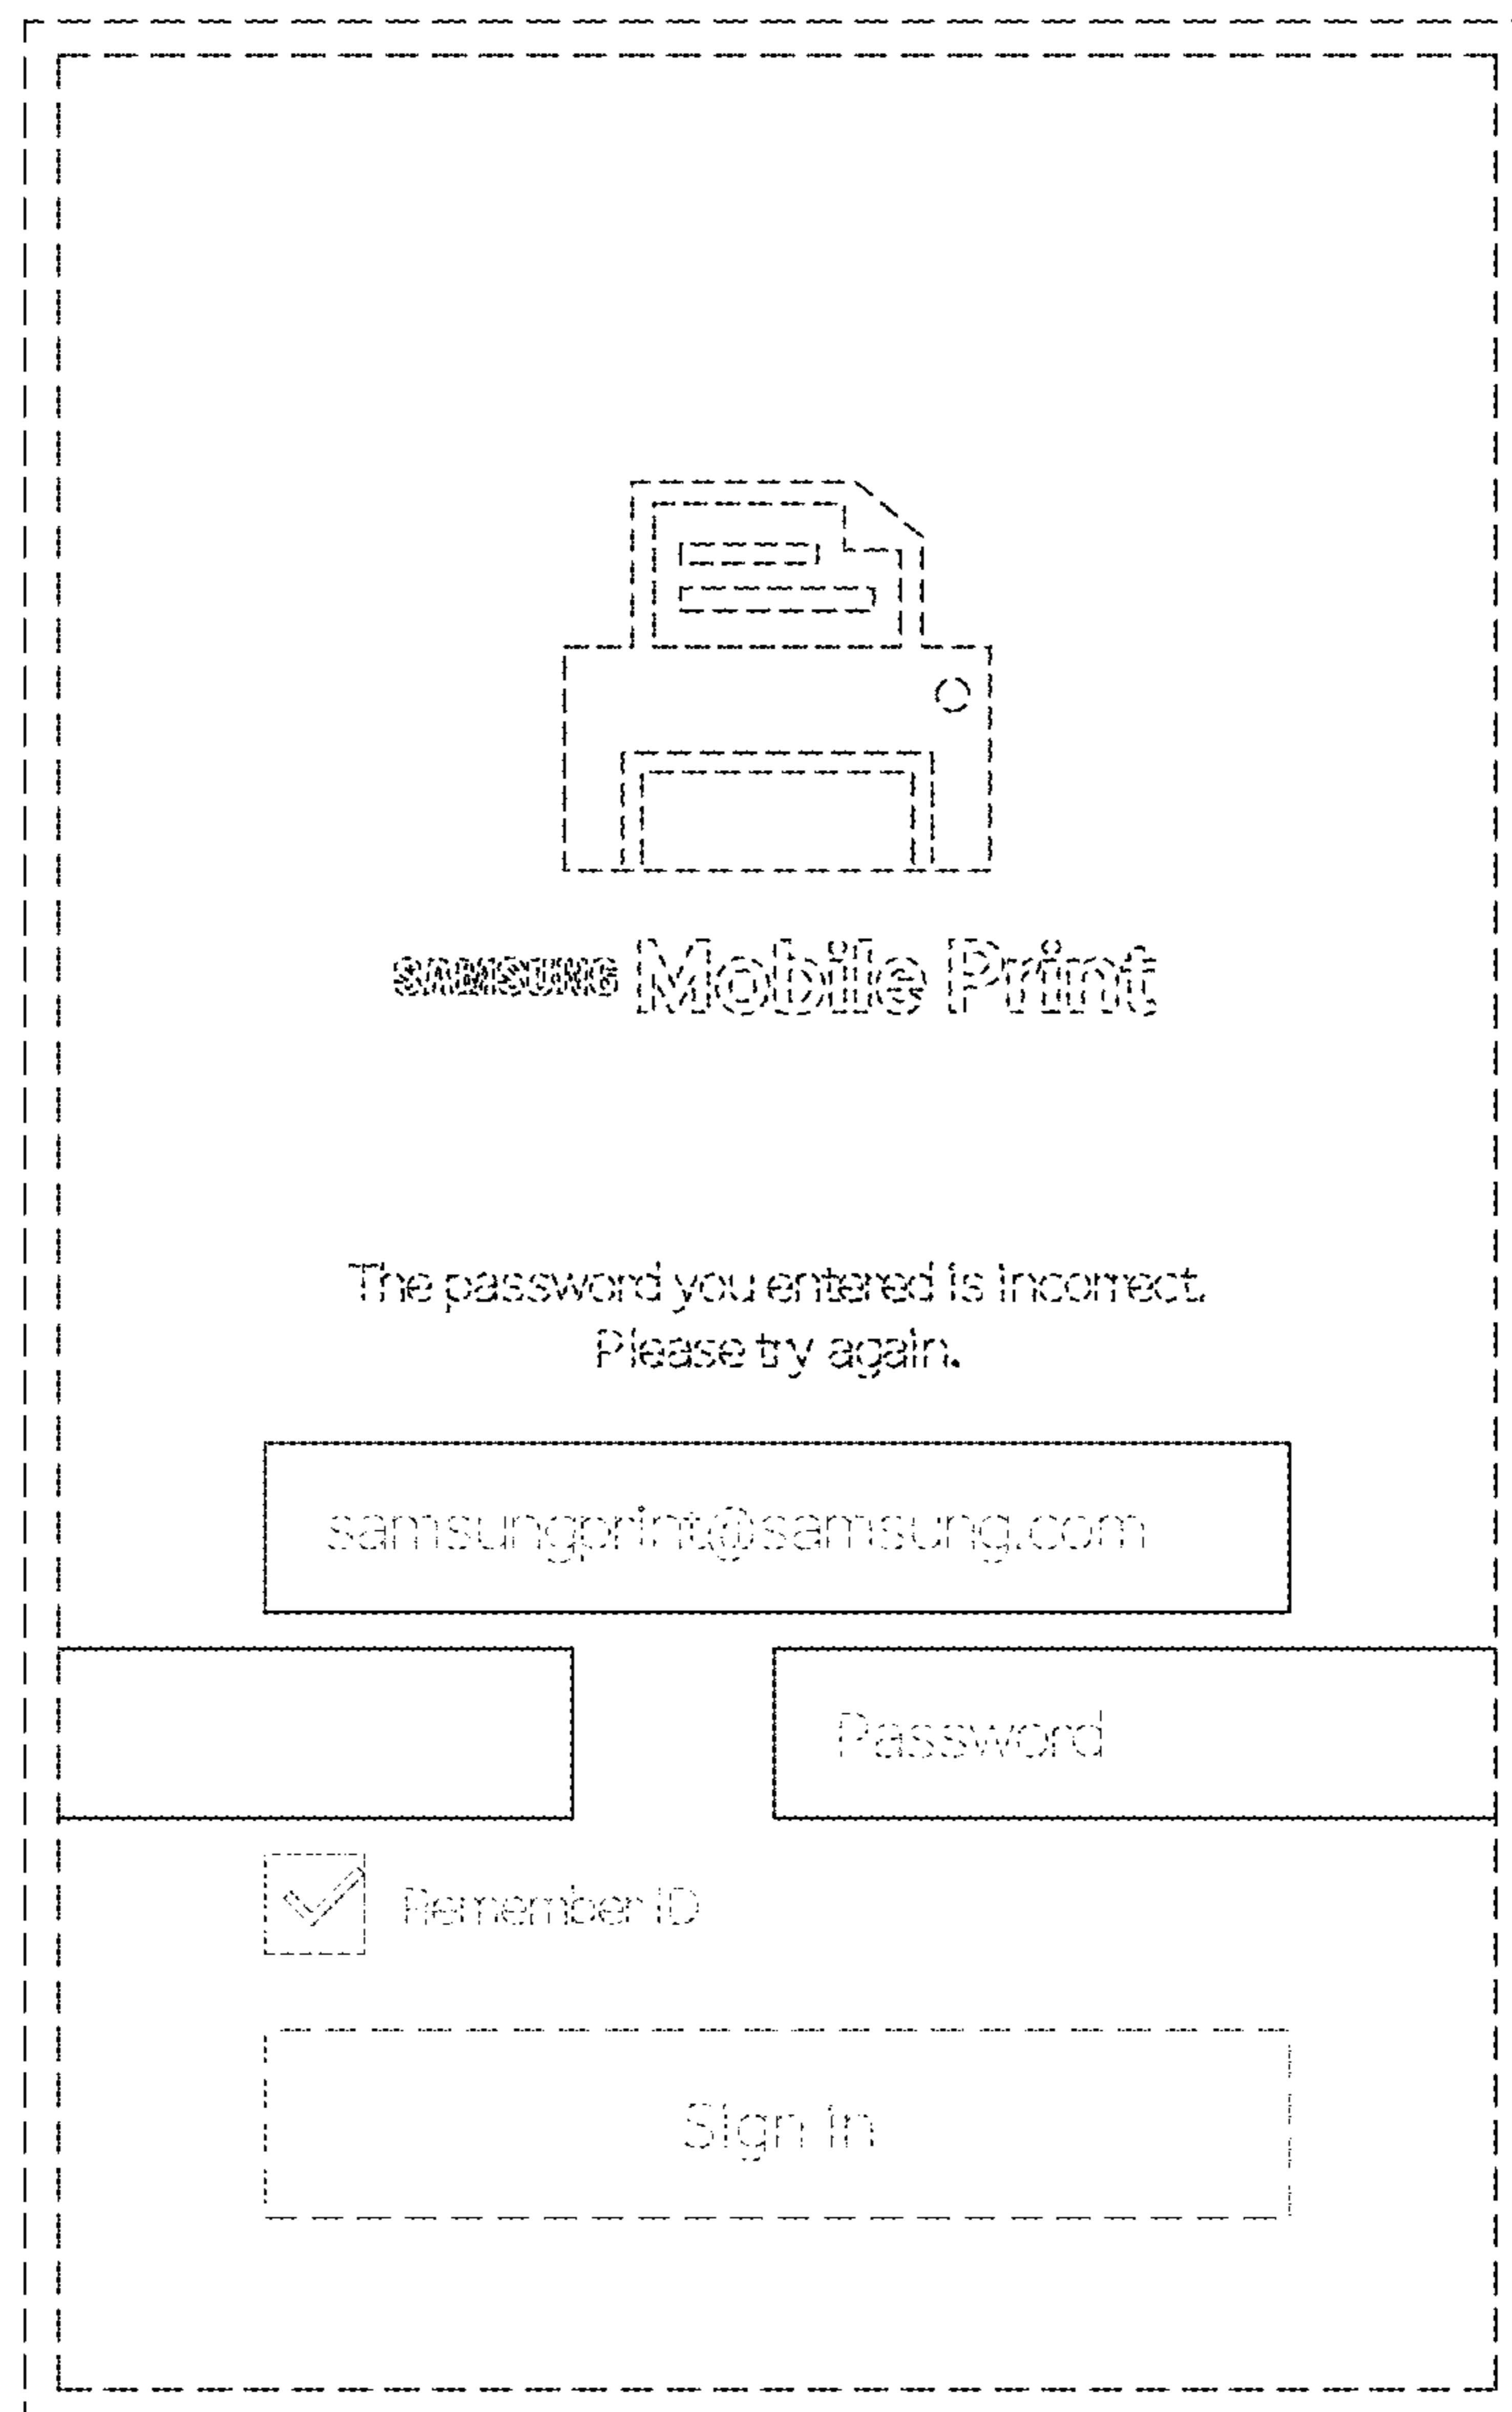 SAMSUNG Mobile Print
The password you entered is incorrect.
Please try again.
samsungprint@samsung.com
Password
Remember ID
Sign in